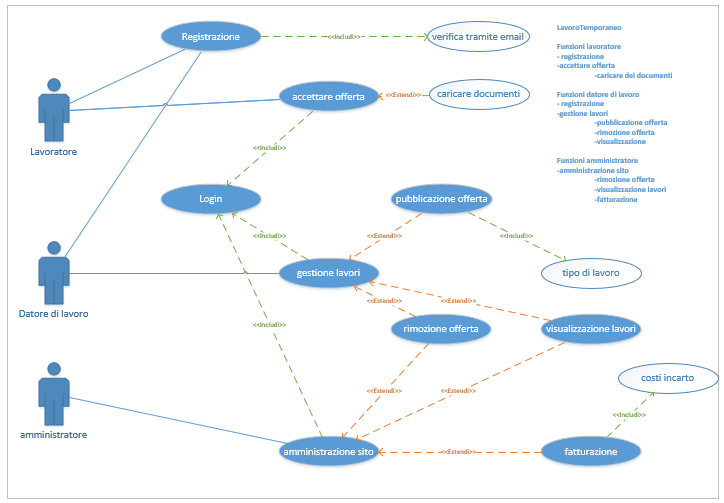 Registrazione
<<Includi>>
verifica tramite email
LavoroTemporaneo
Funzioni lavoratore
- registrazione
-accettare offerta
-caricare dei documenti
Funzioni datore di lavoro
- registrazione
-gestione lavori
-pubblicazione offerta
-rimozione offerta
-visualizzazione
Funzioni amministratore
-amministrazione sito
-rimozione offerte
-visualizzazione lavori
-fatturazione
accettare offerta
<<Estendi>>
caricare documenti
Lavoratore
<<Includi>>
Login
pubblicazione offerta
<<Includi>>
<<Estendi>>
<<Includi>>
gestione lavori
tipo di lavoro
Datore di lavoro
<<Estendi>>
<<Estendi>>
<<Includi>>
rimozione offerta
visualizzazione lavori
costi incarto
<<Estendi>>
<<Estendi>>
<<Includi>>
amministratore
amministrazione sito
<<Estendi>>
fatturazione